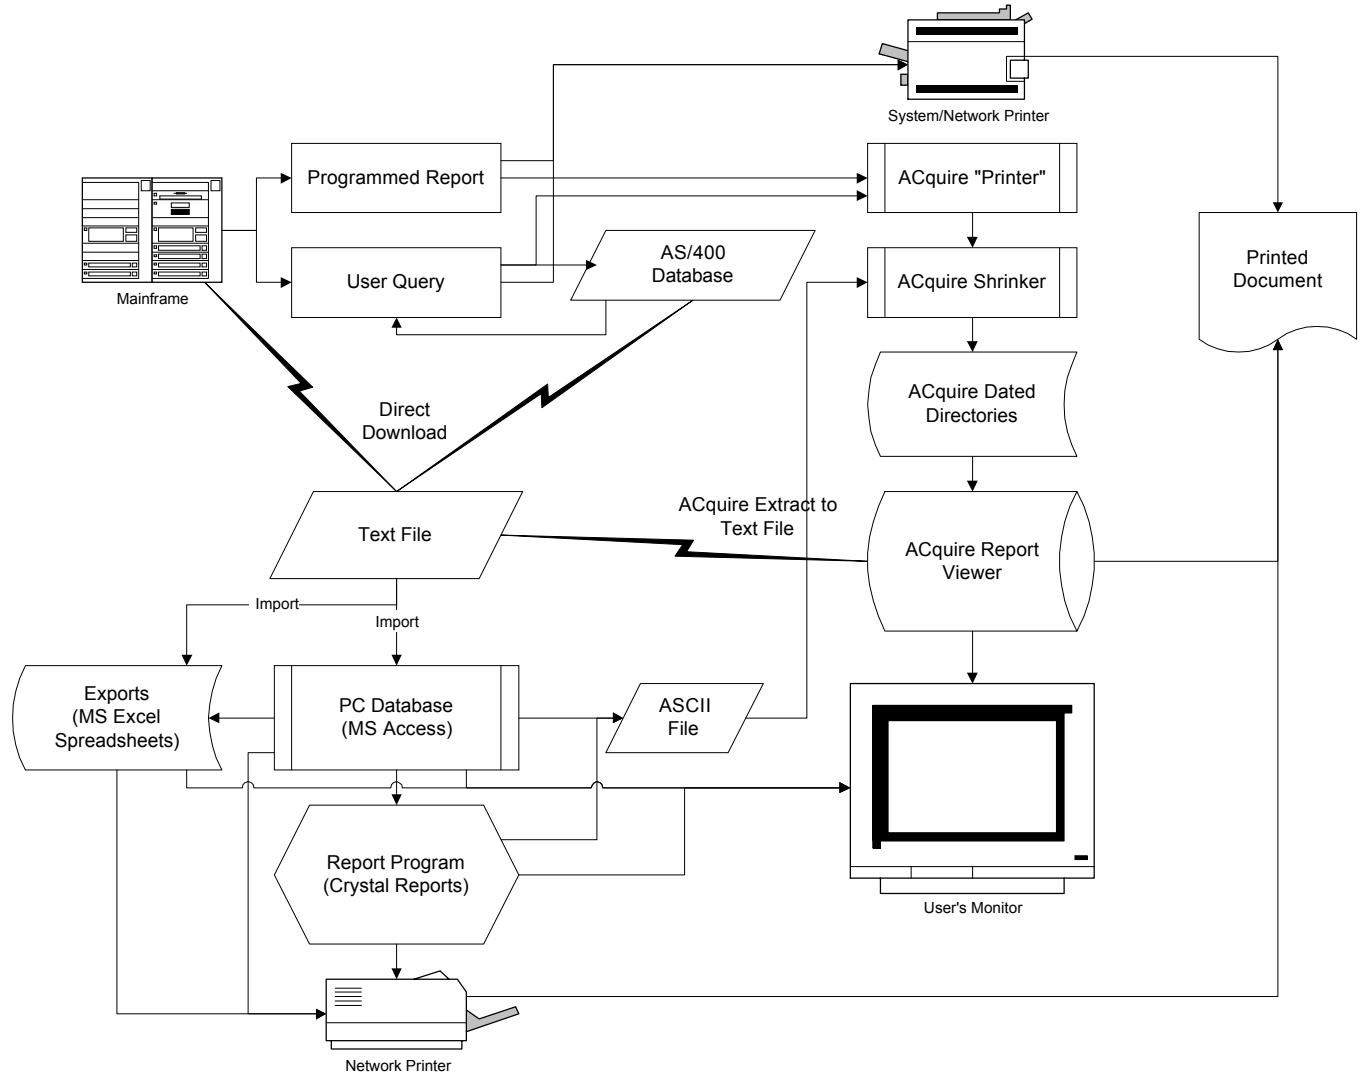 System/Network Printer
Programmed Report
ACquire "Printer"
Mainframe
User Query
AS/400
Database
ACquire Shrinker
Printed
Document
Direct
Download
ACquire Dated
Directories
Text File
ACquire Extract to
Text File
ACquire Report
Viewer
Import
Import
Exports
(MS Excel
Spreadsheets)
PC Database
(MS Access)
ASCII
File
Report Program
(Crystal Reports)
User's Monitor
Network Printer